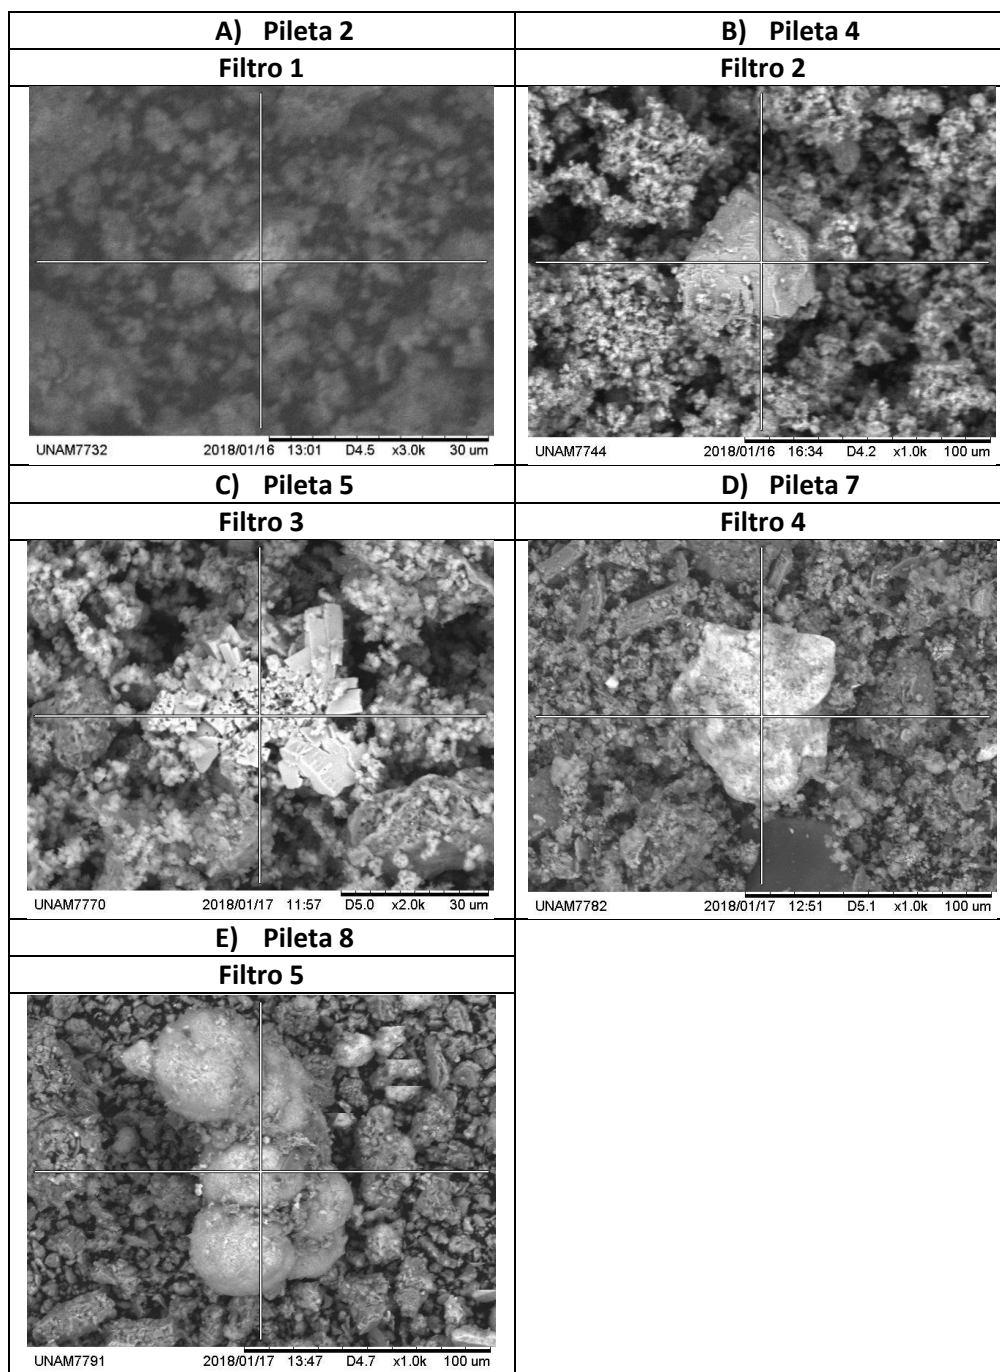 A) Pileta 2
B) Pileta 4
Filtro 1
Filtro 2
UNAM7732 2018/01/16 13:01 D4.5 x3.0k 30 um
UNAM7744 2018/01/16 16:34 D4.2 x1.0k 100 um
C) Pileta 5
D) Pileta 7
Filtro 3
Filtro 4
UNAM7770 2018/01/17 11:57 D5.0 x2.0k 30 um
UNAM7782 2018/01/17 12:51 D5.1 x1.0k 100 um
E) Pileta 8
Filtro 5
UNAM7791 2018/01/17 13:47 D4.7 x1.0k 100 um